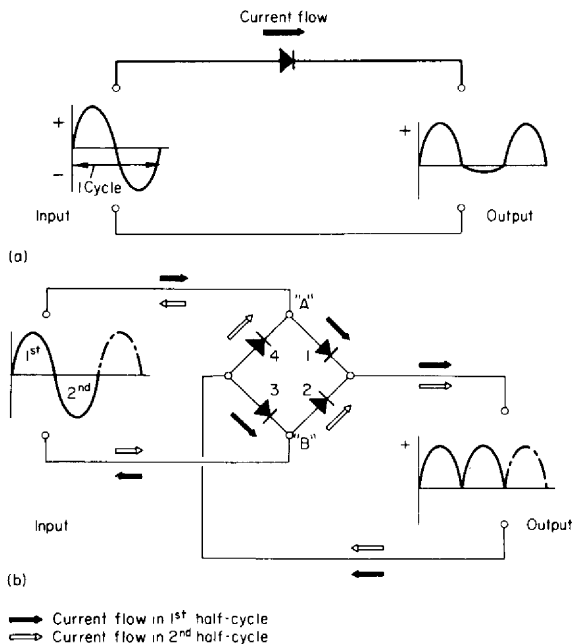 Current flow
+
−
1 Cycle
Input
+
Output
(a)
"A"
1st
2nd
4
1
3
2
"B"
+
Input
Output
(b)
Current flow in 1st half-cycle
Current flow in 2nd half-cycle